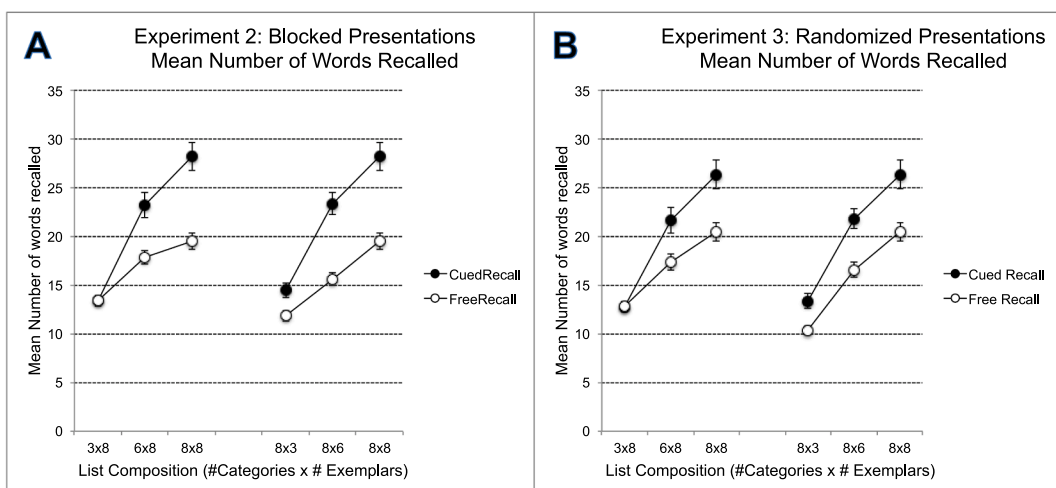 A
Experiment 2: Blocked Presentations
Mean Number of Words Recalled
Mean Number of words recalled
35
30
25
20
15
10
5
0
3x8 6x8 8x8 8x3 8x6 8x8
List Composition (#Categories x # Exemplars)
CuedRecall
FreeRecall
B
Experiment 3: Randomized Presentations
Mean Number of Words Recalled
Mean Number of words recalled
35
30
25
20
15
10
5
0
3x8 6x8 8x8 8x3 8x6 8x8
List Composition (#Categories x # Exemplars)
Cued Recall
Free Recall